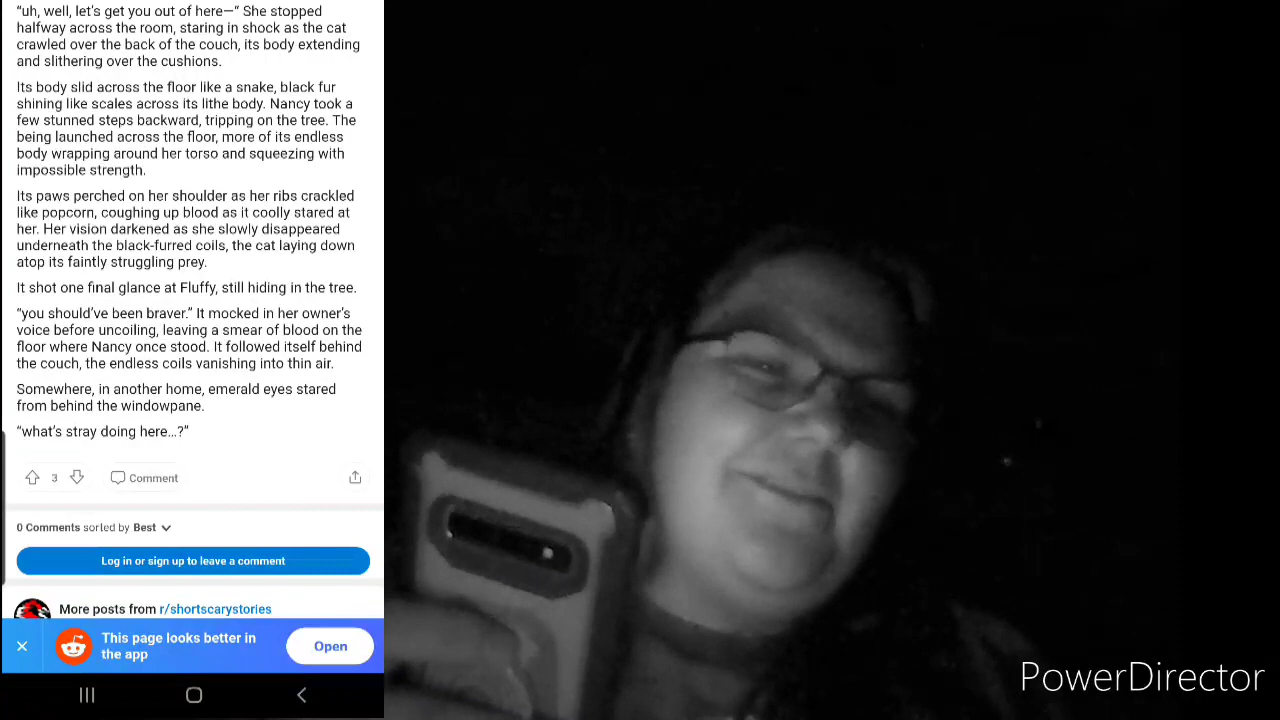 “uh, well, let's get you out of here—“ She stopped
halfway across the room, staring in shock as the cat
crawled over the back of the couch, its body extending
and slithering over the cushions.
Its body slid across the floor like a snake, black fur
shining like scales across its lithe body. Nancy took a
few stunned steps backward, tripping on the tree. The
being launched across the floor, more of its endless
body wrapping around her torso and squeezing with
impossible strength.
Its paws perched on her shoulder as her ribs crackled
like popcorn, coughing up blood as it coolly stared at
her. Her vision darkened as she slowly disappeared
underneath the black-furred coils, the cat laying down
atop its faintly struggling prey.
It shot one final glance at Fluffy, still hiding in the tree.
“you should’ve been braver.” It mocked in her owner’s
voice before uncoiling, leaving a smear of blood on the
floor where Nancy once stood. It followed itself behind
the couch, the endless coils vanishing into thin air.
Somewhere, in another home, emerald eyes stared
from behind the windowpane.
“what’s stray doing here…?”
3 Comment
0 Comments sorted by Best
Log in or sign up to leave a comment
More posts from r/shortscarystories
This page looks better in
the app
Open
PowerDirector